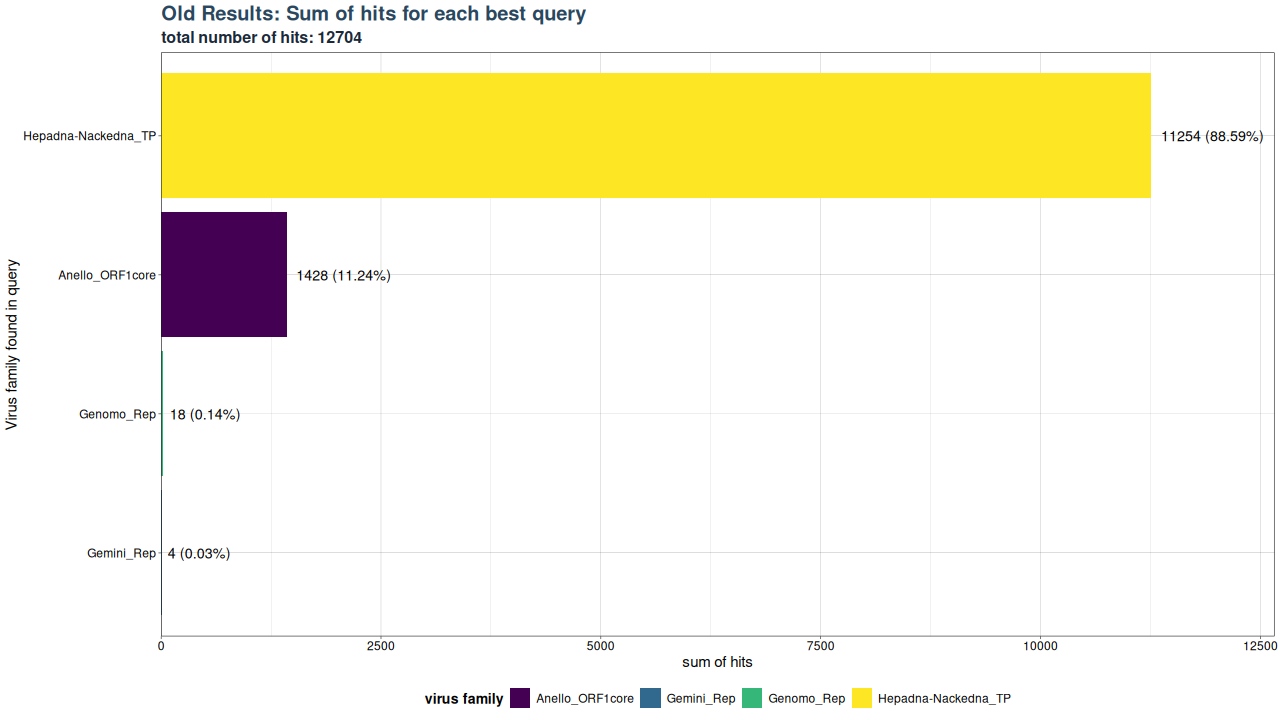 Old Results: Sum of hits for each best query
total number of hits: 12704
Virus family found in query
Hepadna-Nackedna_TP
11254 (88.59%)
Anello_ORF1core
1428 (11.24%)
Genomo_Rep
18 (0.14%)
Gemini_Rep
4 (0.03%)
0 2500 5000 7500 10000 12500
sum of hits
virus family Anello_ORF1core Gemini_Rep Genomo_Rep Hepadna-Nackedna_TP